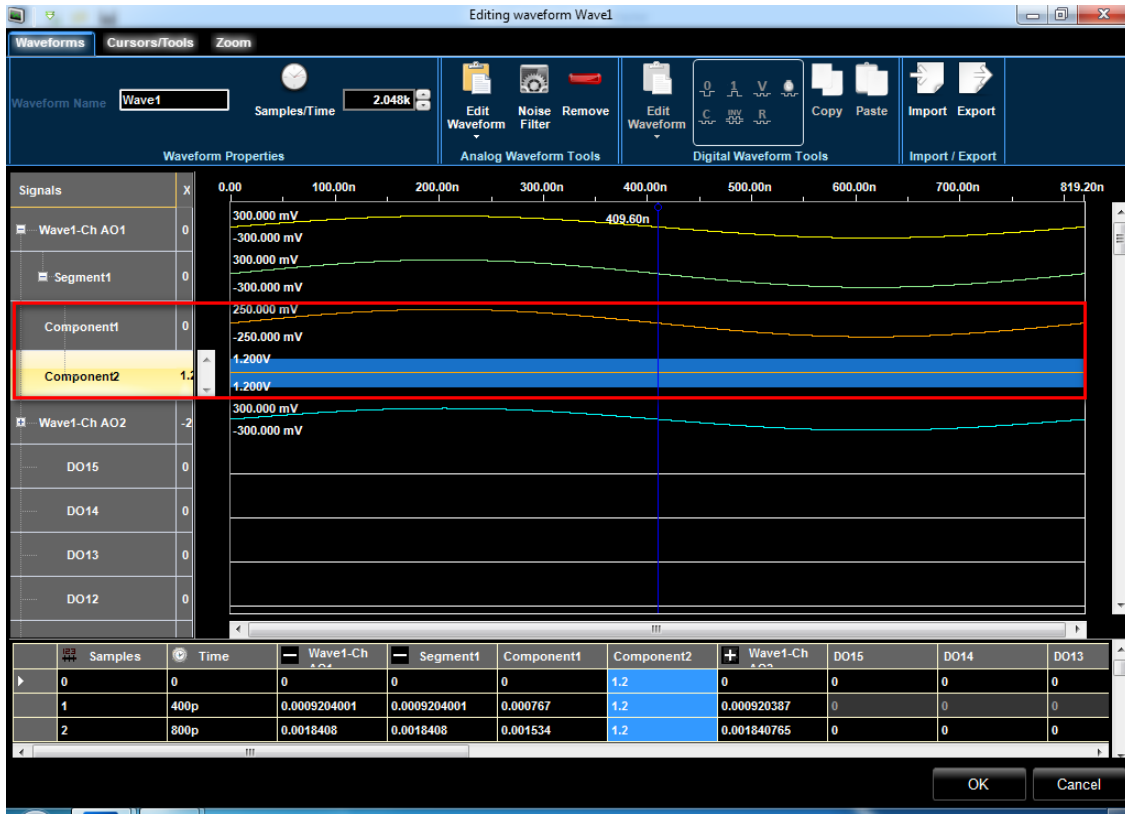 Editing waveform Wave1
Waveforms Cursors/Tools Zoom
Waveform Name Wave1
Samples/Time 2.048k
Edit Waveform
Noise Filter
Remove
Edit Waveform
0 1 V
C INV R
Copy Paste
Import Export
Waveform Properties Analog Waveform Tools Digital Waveform Tools Import / Export
Signals X 0.00 100.00n 200.00n 300.00n 400.00n 500.00n 600.00n 700.00n 819.20n
409.60n
Wave1-Ch AO1 0
300.000 mV
-300.000 mV
Segment1 0
300.000 mV
-300.000 mV
Component1 0
250.000 mV
-250.000 mV
Component2 1.2
1.200V
1.200V
Wave1-Ch AO2 -2
300.000 mV
-300.000 mV
DO15 0
DO14 0
DO13 0
DO12 0
123 Samples Time Wave1-Ch Segment1 Component1 Component2 Wave1-Ch DO15 DO14 DO13
0 0 0 0 0 1.2 0 0 0 0
1 400p 0.0009204001 0.0009204001 0.000767 1.2 0.000920387 0 0 0
2 800p 0.0018408 0.0018408 0.001534 1.2 0.001840765 0 0 0
OK Cancel